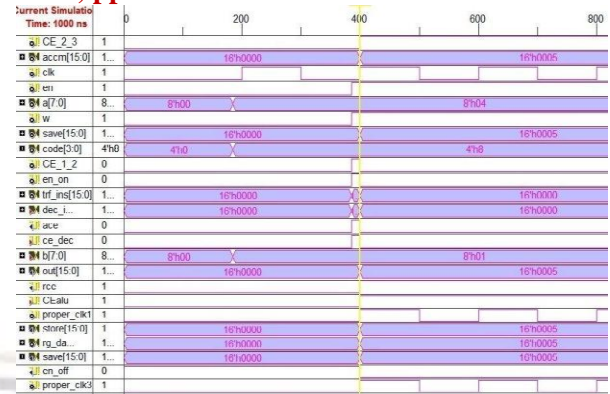 Current Simulatio
Time: 1000 ns
0 200 400 600 800
CE_2_3 1
accm[15:0] 1... 16'h0000 16'h0005
clk 1
en 1
a[7:0] 8... 8'h00 8'h04
w 1
save[15:0] 1... 16'h0000 16'h0005
code[3:0] 4'h8 4'h0 4'h8
CE_1_2 0
en_on 0
trf_ins[15:0] 1... 16'h0000 16'h0000
dec_i... 1... 16'h0000 16'h0000
ace 0
ce_dec 0
b[7:0] 8... 8'h00 8'h01
out[15:0] 1... 16'h0000 16'h0005
rcc 1
CEalu 1
proper_clk1 1
store[15:0] 1 16'h0000 16'h0005
rg_da... 1... 16'h0000 16'h0005
save[15:0] 1... 16'h0000 16'h0005
en_off 0
proper_clk3 1